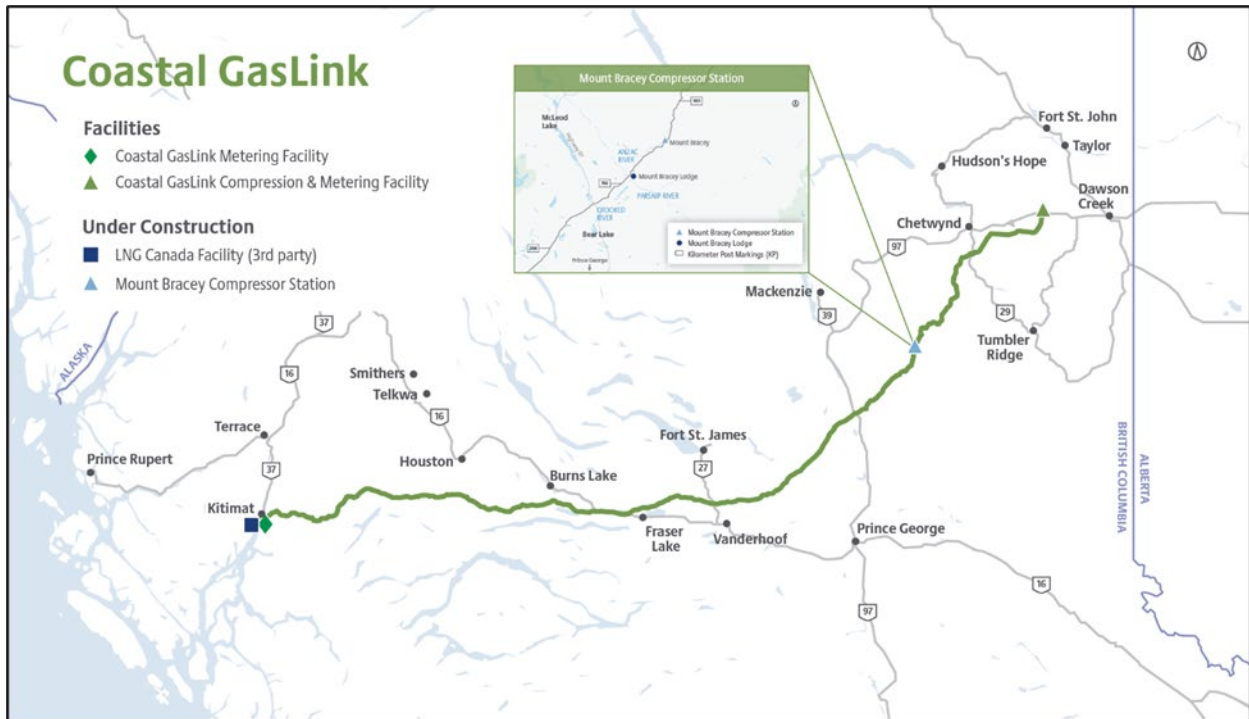 Coastal GasLink
Facilities
Coastal GasLink Metering Facility
Coastal GasLink Compression & Metering Facility
Under Construction
LNG Canada Facility (3rd party)
Mount Bracey Compressor Station
Mount Bracey Compressor Station
McLeod
Lake
ANZAC
RIVER
Mount Bracey
Mount Bracey Lodge
PARSNIP RIVER
CROOKED
RIVER
Bear Lake
Prince George
Mount Bracey Compressor Station
Mount Bracey Lodge
Kilometer Post Markings (KP)
Fort St. John
Taylor
Hudson's Hope
Dawson
Creek
Chetwynd
97
Mackenzie
39
29
Tumbler
Ridge
ALASKA
37
16
Smithers
Telkwa
16
Terrace
Prince Rupert
37
Houston
Kitimat
Burns Lake
Fort St. James
27
Fraser
Lake
Vanderhoof
Prince George
97
16
BRITISH COLUMBIA
ALBERTA